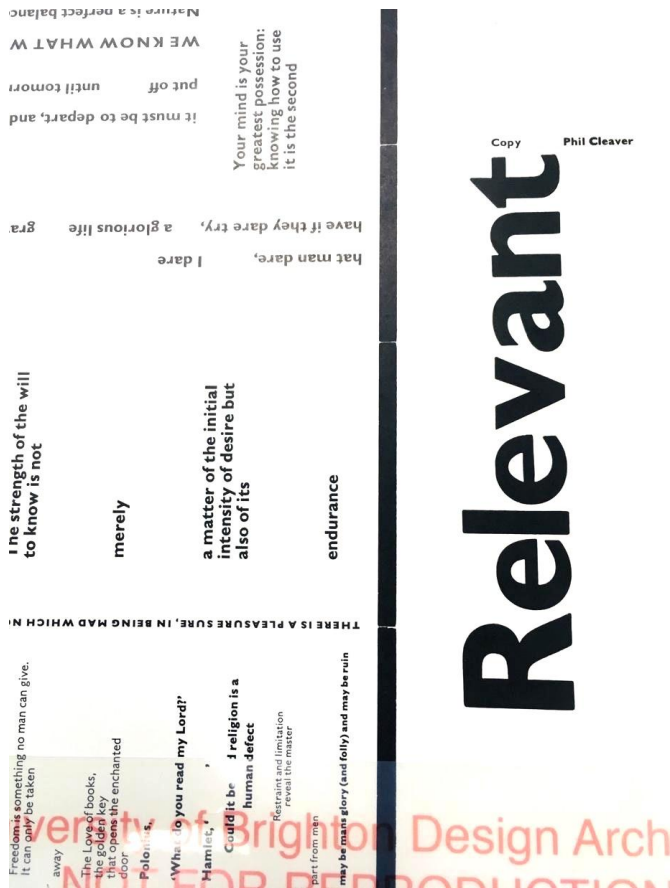 Nature is a perfect balanc
WE KNOW WHAT W
put off until tomor
it must be to depart, and
Your mind is your
greatest possession:
knowing how to use
it is the second
have if they dare try, a glorious life gra
hat man dare, I dare
The strength of the will
to know is not
merely
a matter of the initial
intensity of desire but
also of its
endurance
THERE IS A PLEASURE SURE, IN BEING MAD WHICH N
Freedom is something no man can give.
It can only be taken
away
The Love of books,
the golden key
that opens the enchanted
door
Polonius,
'What do you read my Lord?'
Hamlet, ' '
Could it be religion is a
human defect
Restraint and limitation
reveal the master
part from men
may be mans glory (and folly) and may be ruin
Copy Phil Cleaver
Relevant
versity of Brighton Design Arch
NOT FOR REPRODUCTION